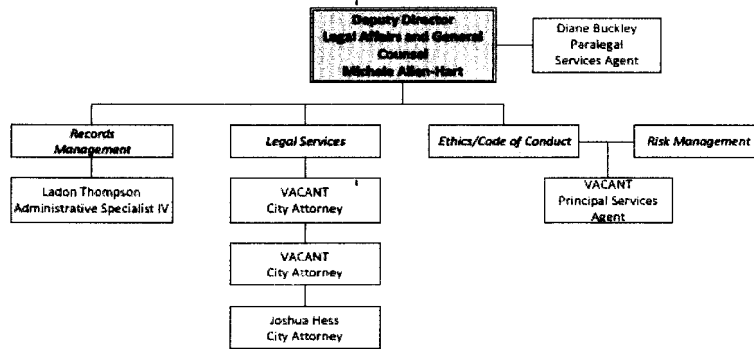 Deputy Director
Legal Affairs and General
Counsel
Michele Allen-Hart
Diane Buckley
Paralegal
Services Agent
Records
Management
Legal Services
Ethics/Code of Conduct
Risk Management
Ladon Thompson
Administrative Specialist IV
VACANT
City Attorney
VACANT
Principal Services
Agent
VACANT
City Attorney
Joshua Hess
City Attorney